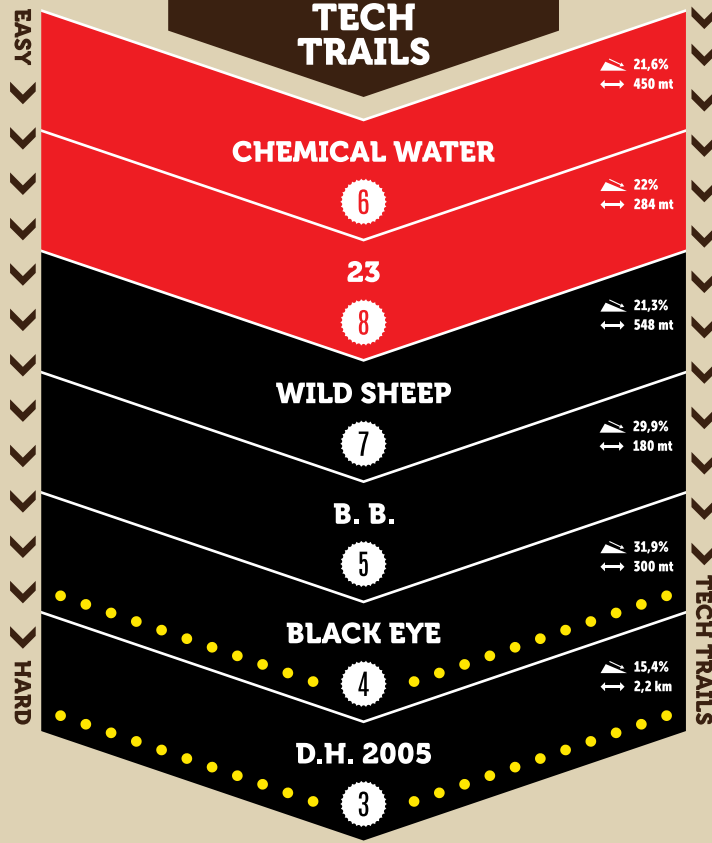 TECH
TRAILS
EASY
21,6%
450 mt
CHEMICAL WATER
6
22%
284 mt
23
8
21,3%
548 mt
WILD SHEEP
7
29,9%
180 mt
B. B.
5
31,9%
300 mt
BLACK EYE
4
15,4%
2,2 km
D.H. 2005
3
HARD
TECH TRAILS